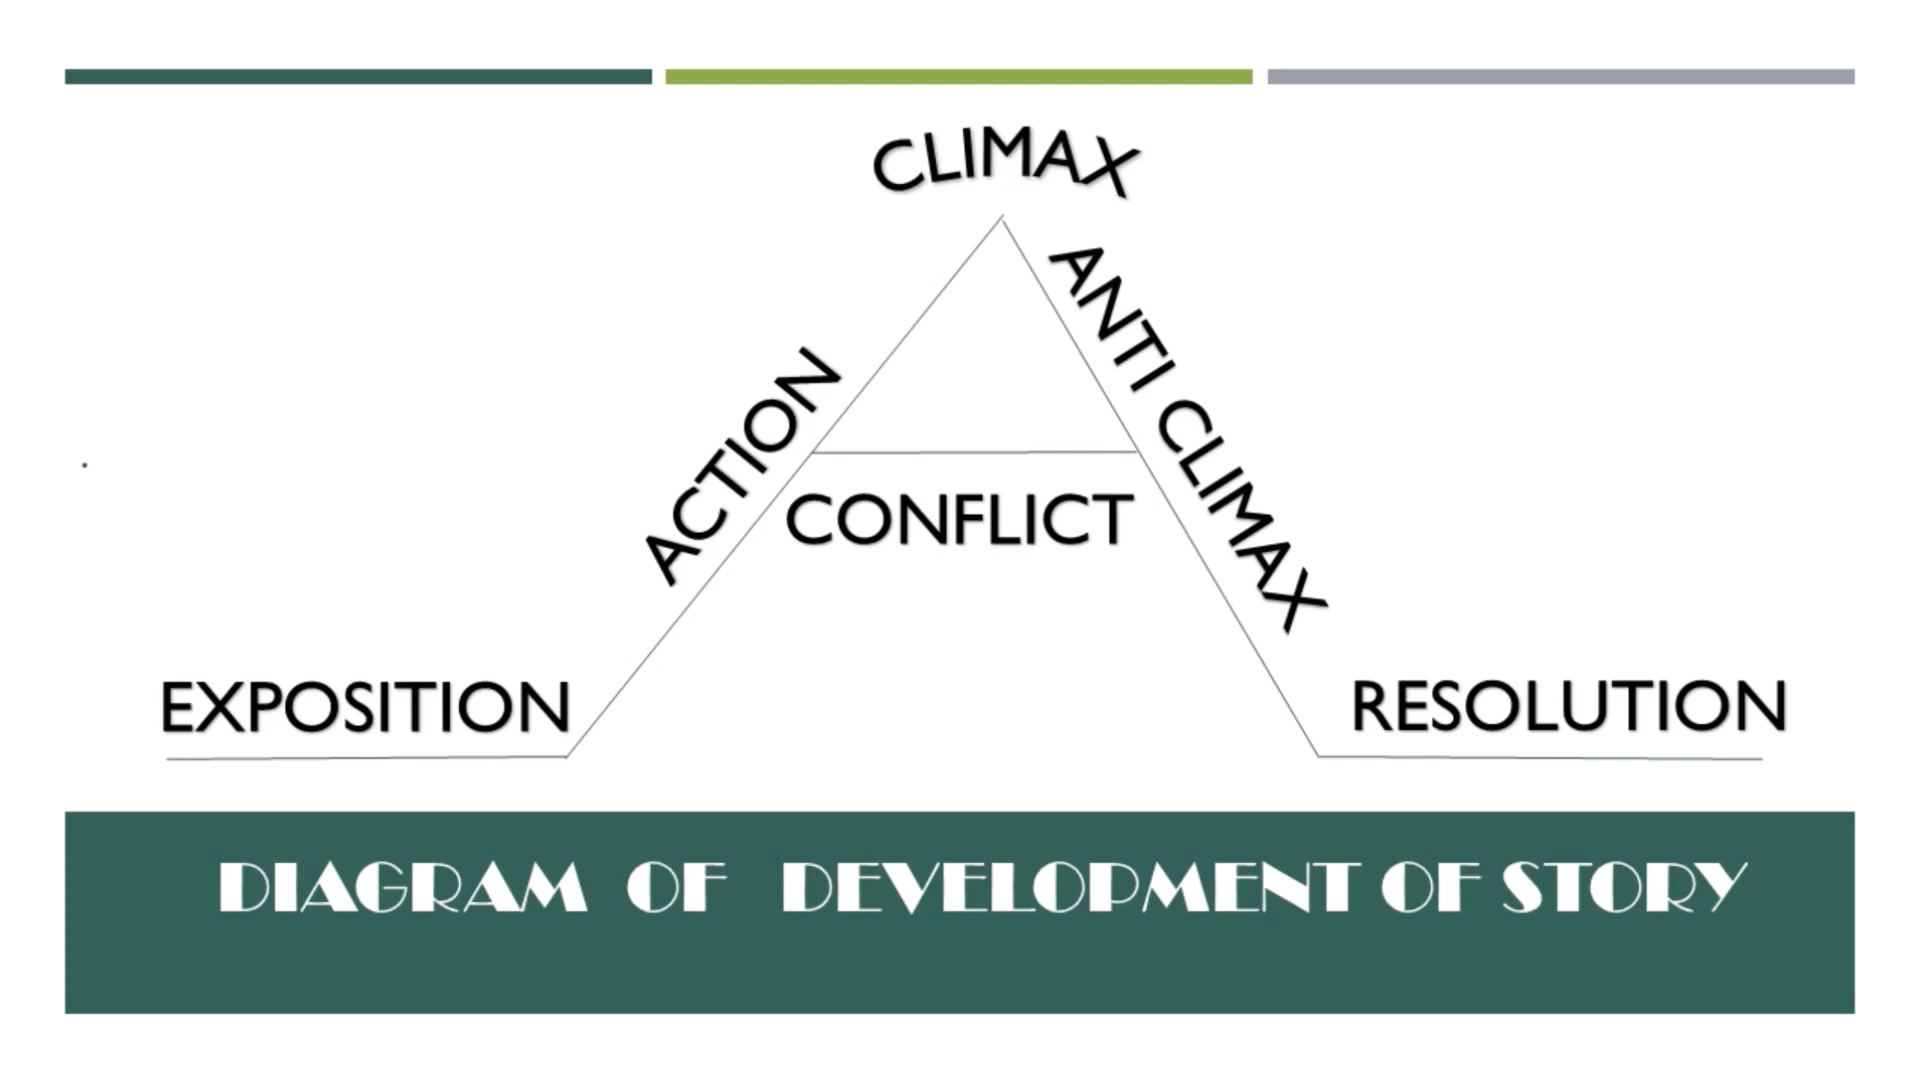 CLIMAX
ANTI CLIMAX
ACTION
CONFLICT
EXPOSITION
RESOLUTION
DIAGRAM OF DEVELOPMENT OF STORY